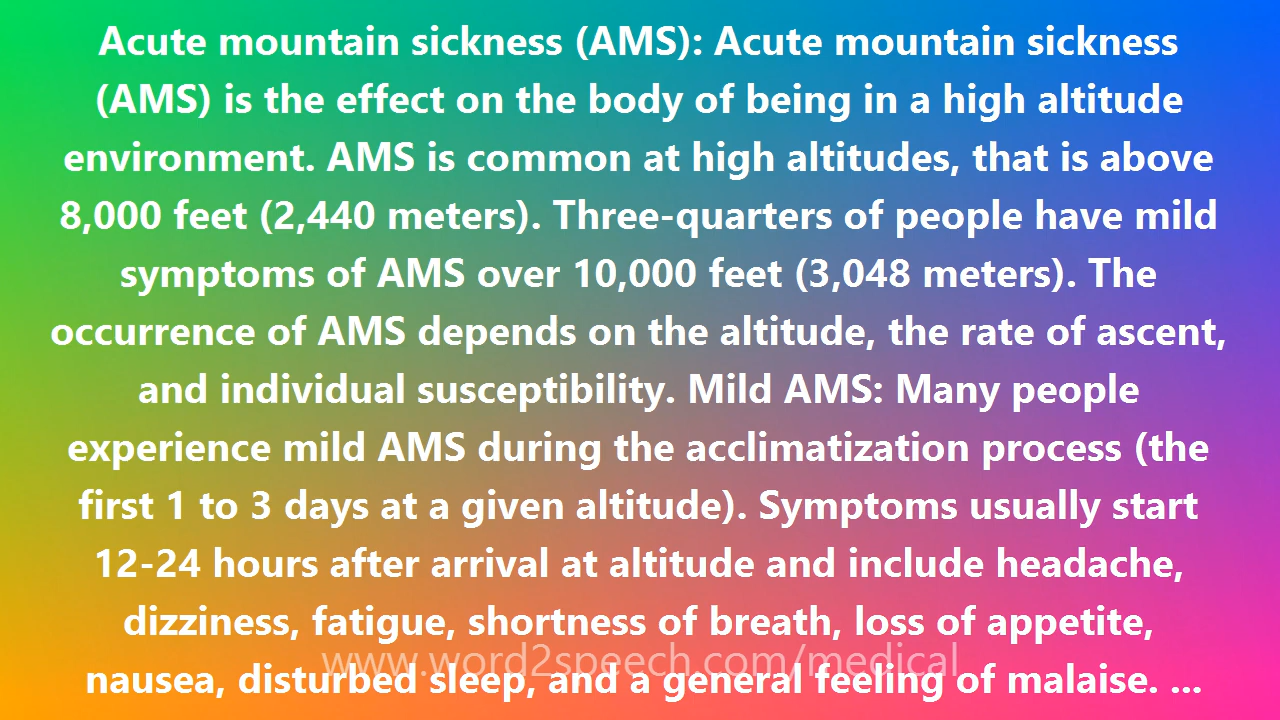 Acute mountain sickness (AMS): Acute mountain sickness
(AMS) is the effect on the body of being in a high altitude
environment. AMS is common at high altitudes, that is above
8,000 feet (2,440 meters). Three-quarters of people have mild
symptoms of AMS over 10,000 feet (3,048 meters). The
occurrence of AMS depends on the altitude, the rate of ascent,
and individual susceptibility. Mild AMS: Many people
experience mild AMS during the acclimatization process (the
first 1 to 3 days at a given altitude). Symptoms usually start
12-24 hours after arrival at altitude and include headache,
dizziness, fatigue, shortness of breath, loss of appetite,
www.word2speech.com/medical
nausea, disturbed sleep, and a general feeling of malaise. ...